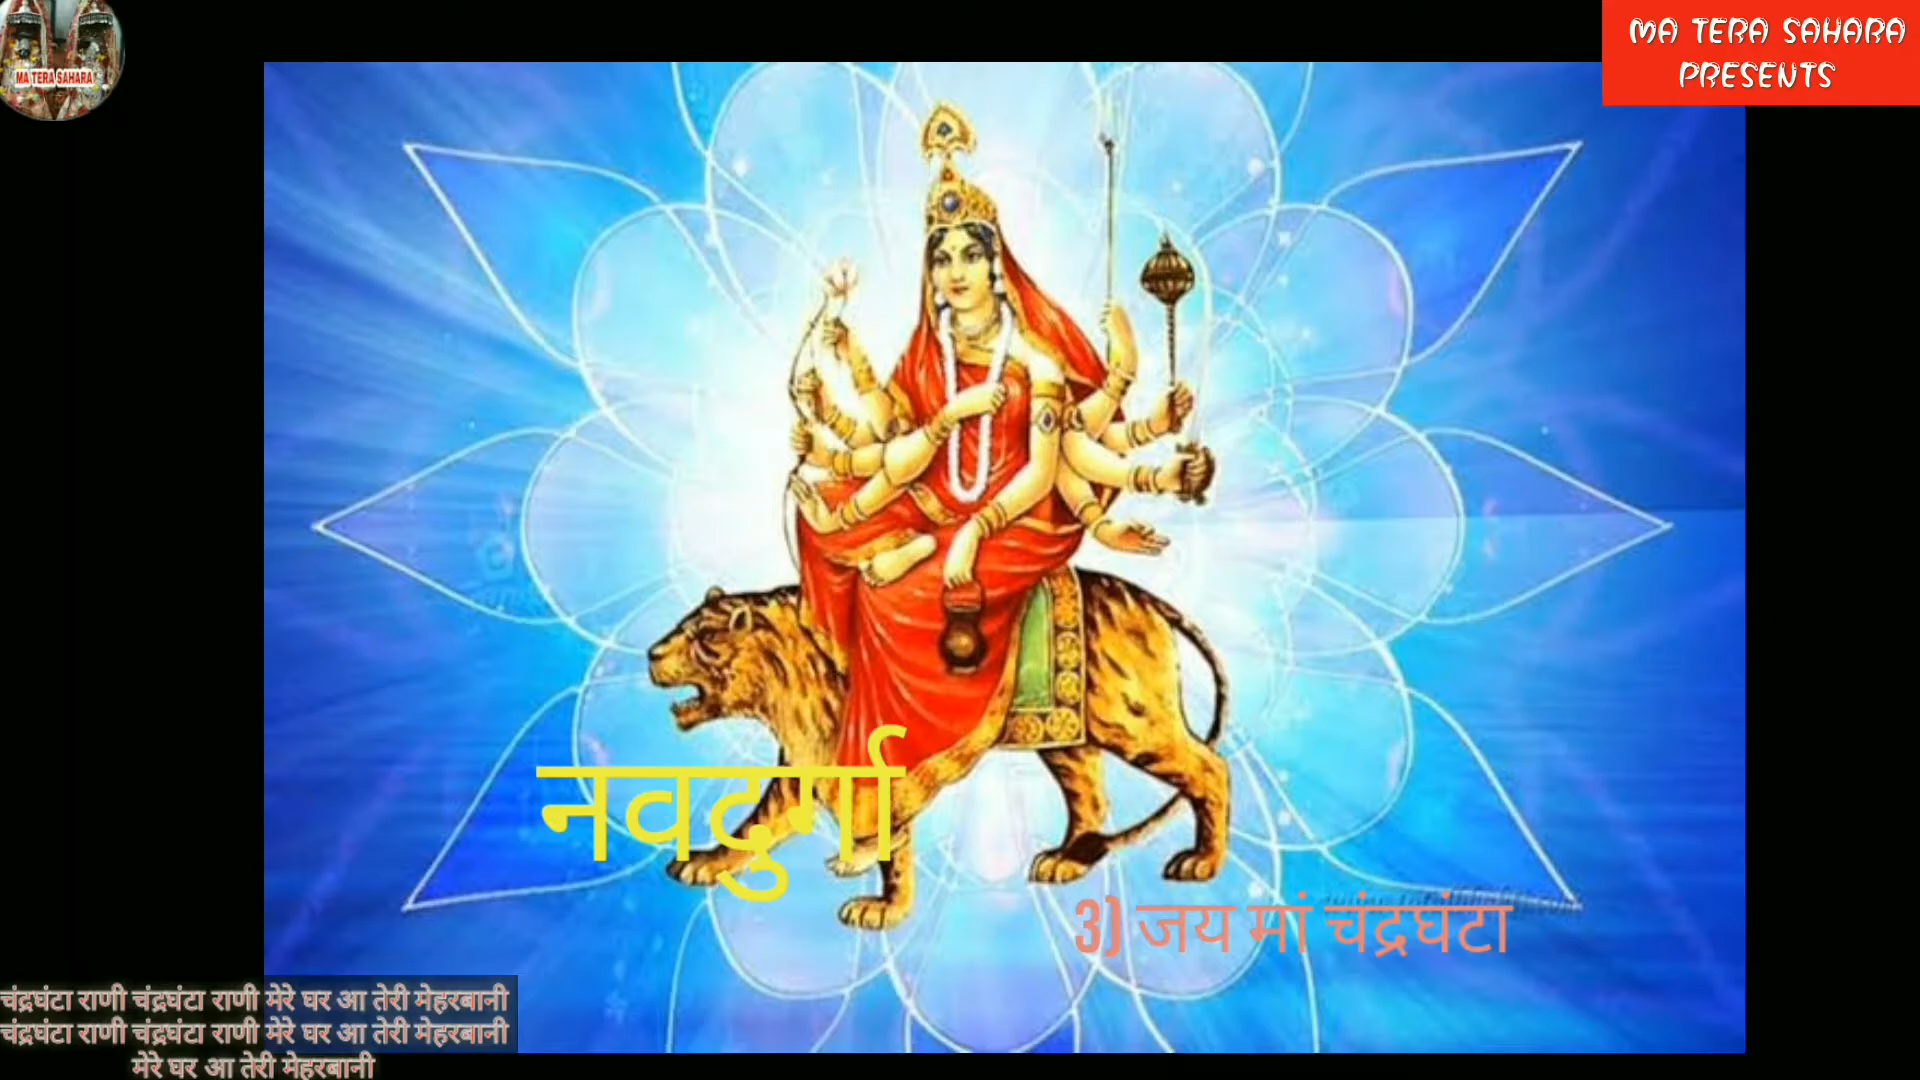 MA TERA SAHARA
MA TERA SAHARA
PRESENTS
नवदुर्गा
3) जय मां चंद्रघंटा
चंद्रघंटा राणी चंद्रघंटा राणी मेरे घर आ तेरी मेहरबानी
चंद्रघंटा राणी चंद्रघंटा राणी मेरे घर आ तेरी मेहरबानी
मेरे घर आ तेरी मेहरबानी